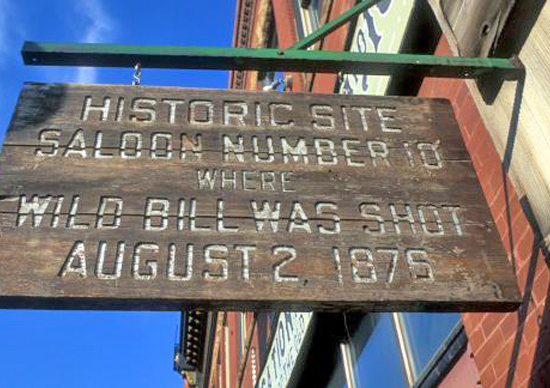 HISTORIC SITE
SALOON NUMBER 10
WHERE
WILD BILL WAS SHOT
AUGUST 2 1876